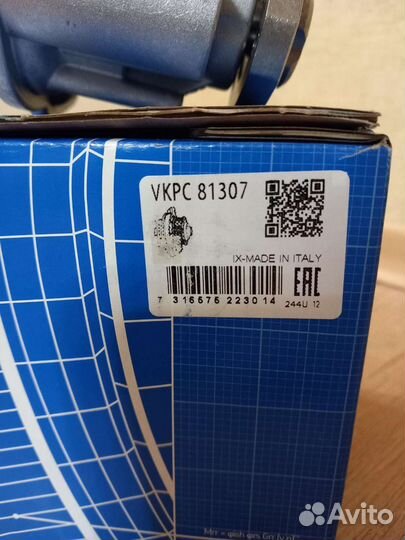 VKPC 81307
IX-MADE IN ITALY
7 316576 223014
EAC
244U 12
Avito